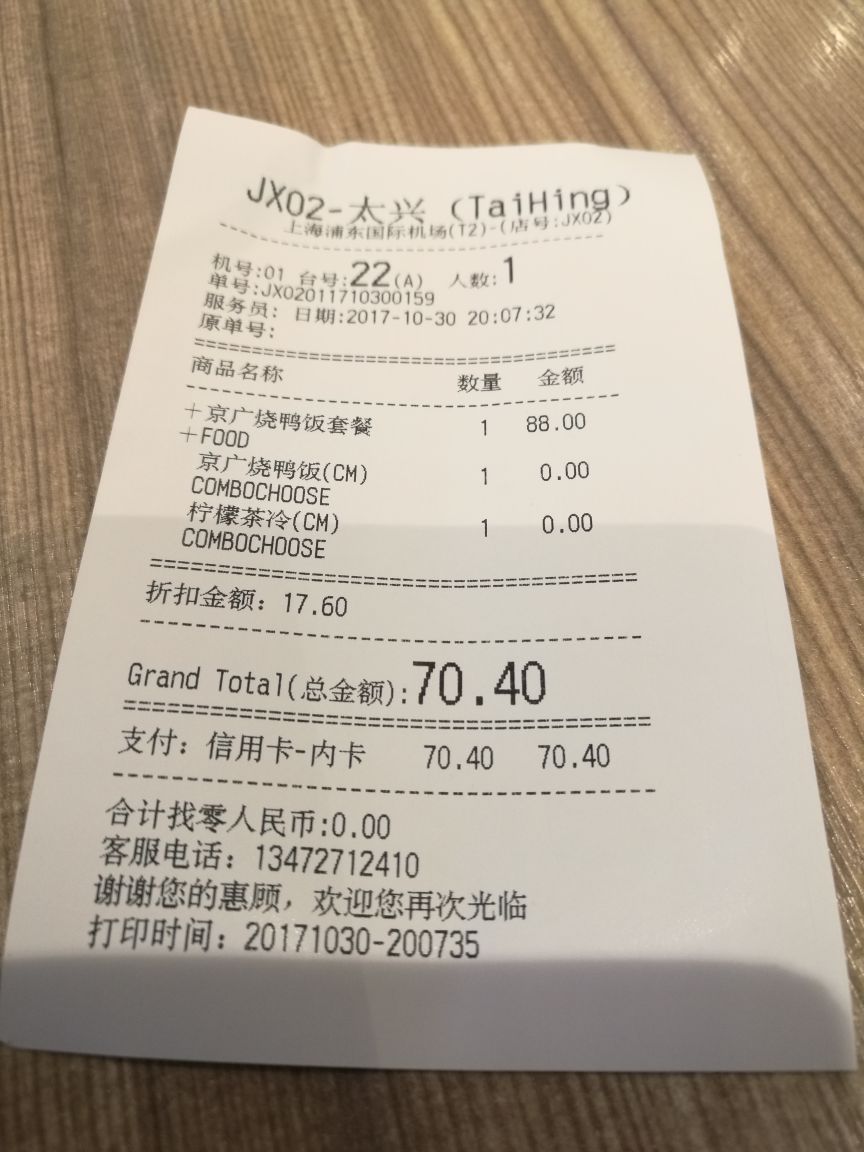 JX02-太兴 (TaiHing)
上海浦东国际机场(T2)-(店号:JX02)
机号:01 台号:22(A) 人数:1
单号:JX02011710300159
服务员: 日期:2017-10-30 20:07:32
原单号:
商品名称 数量 金额
+京广烧鸭饭套餐 1 88.00
+FOOD
京广烧鸭饭(CM) 1 0.00
COMBOCHOOSE
柠檬茶冷(CM) 1 0.00
COMBOCHOOSE
折扣金额: 17.60
Grand Total(总金额):70.40
支付: 信用卡-内卡 70.40 70.40
合计找零人民币:0.00
客服电话: 13472712410
谢谢您的惠顾, 欢迎您再次光临
打印时间: 20171030-200735